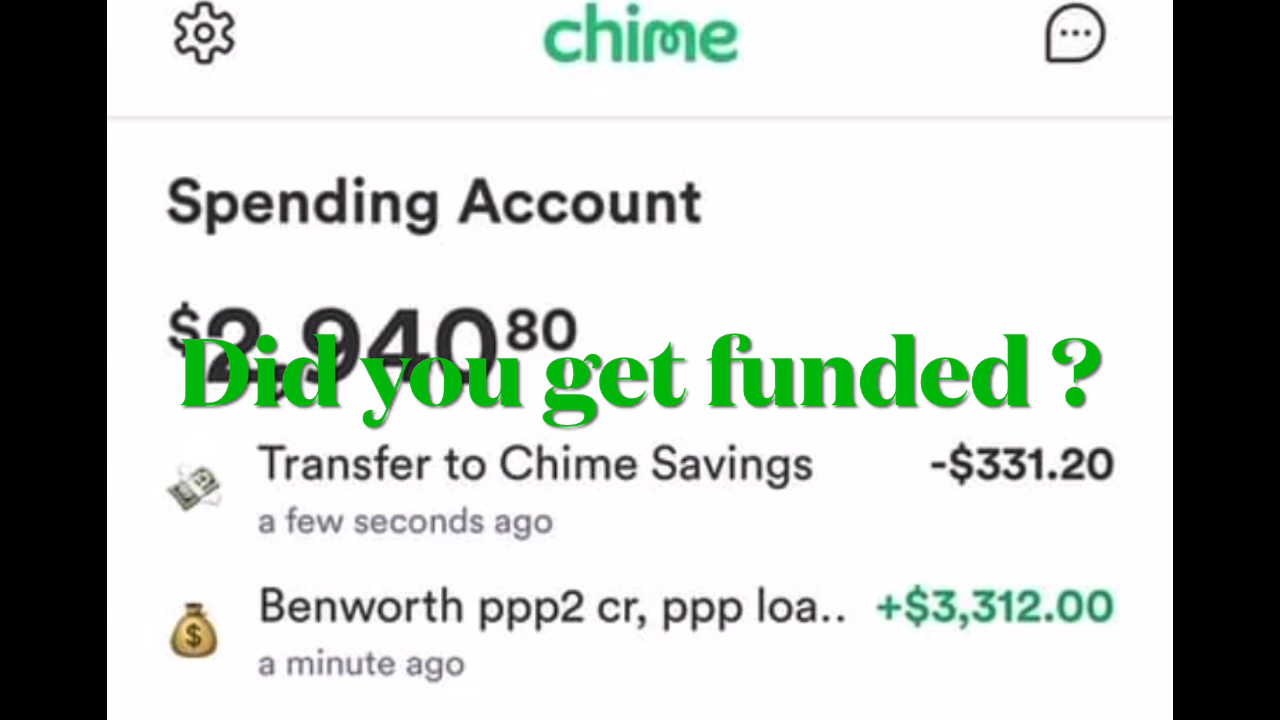 chime
Spending Account
$2,940 80
Did you get funded ?
Transfer to Chime Savings -$331.20
a few seconds ago
Benworth ppp2 cr, ppp loa.. +$3,312.00
a minute ago